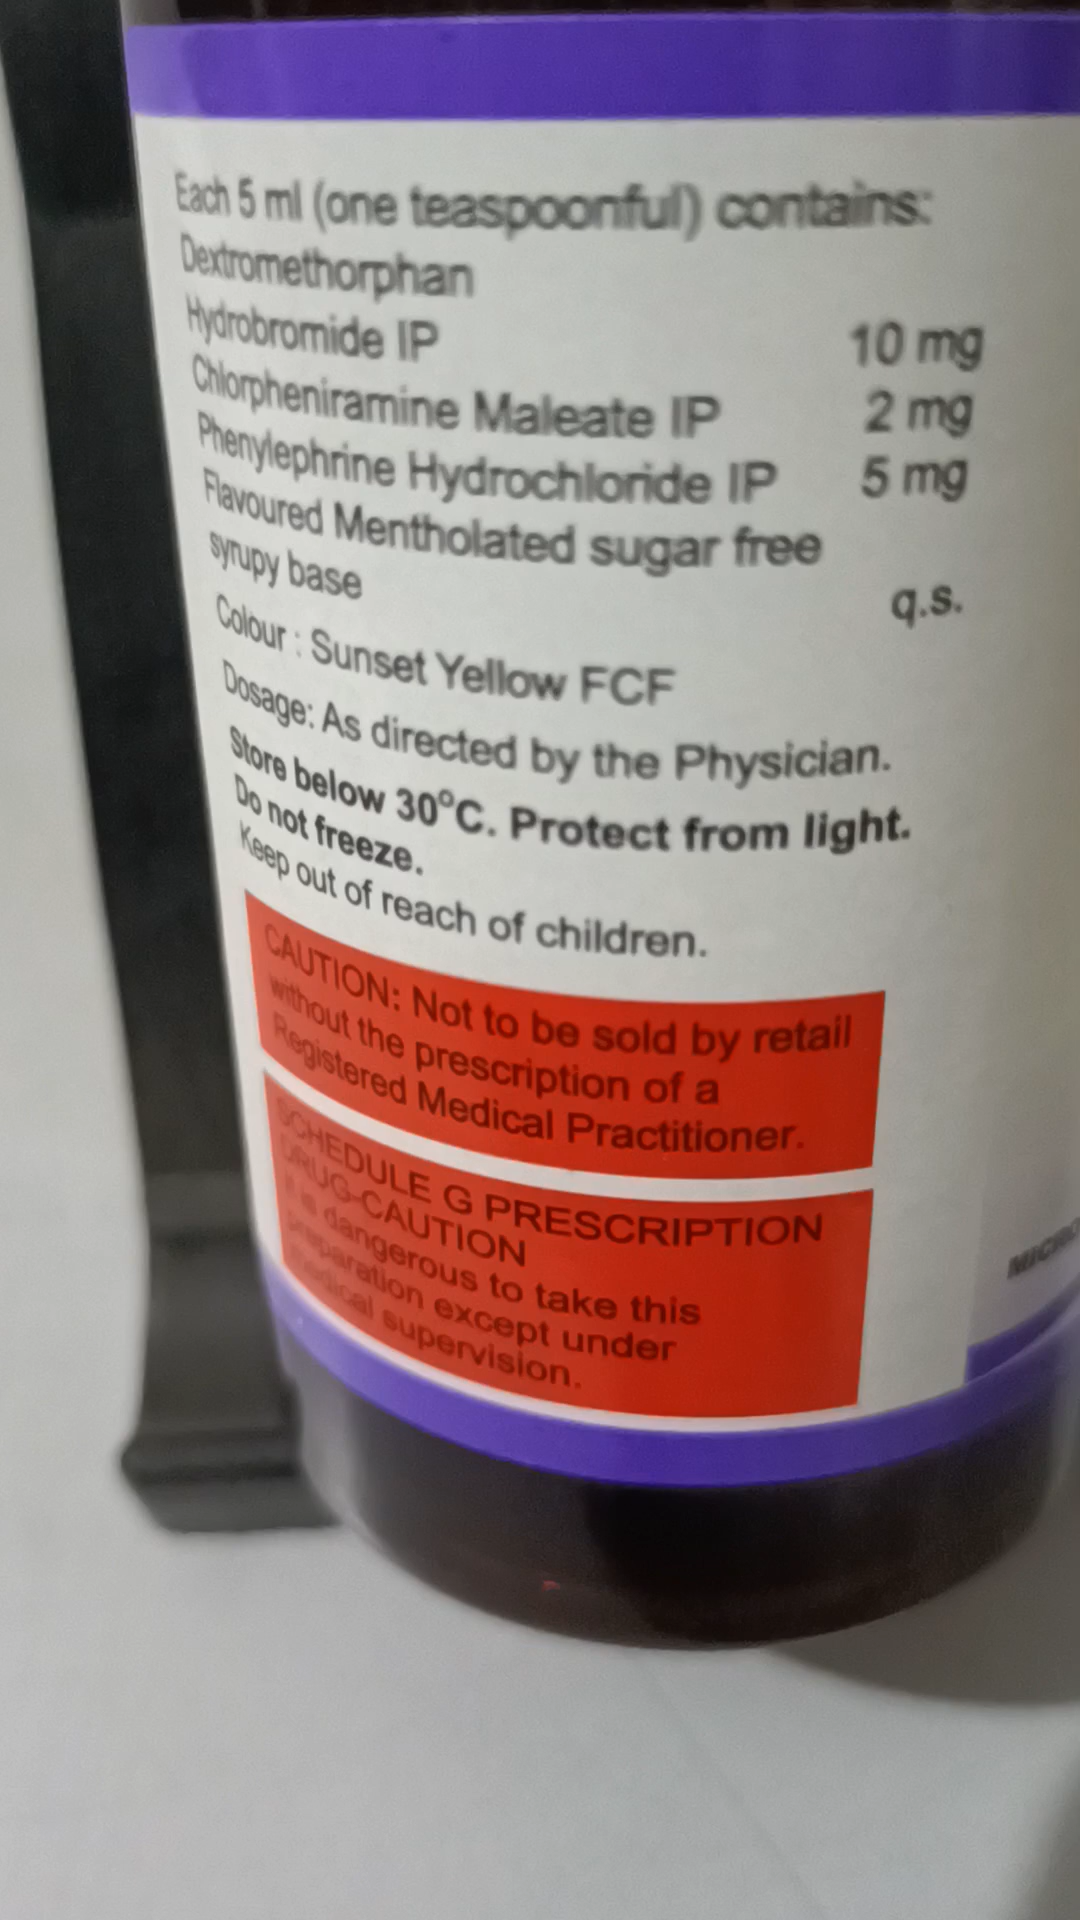 Each 5 ml (one teaspoonful) contains:
Dextromethorphan
Hydrobromide IP 10 mg
Chlorpheniramine Maleate IP 2 mg
Phenylephrine Hydrochloride IP 5 mg
Flavoured Mentholated sugar free
syrupy base q.s.
Colour : Sunset Yellow FCF
Dosage: As directed by the Physician.
Store below 30°C. Protect from light.
Do not freeze.
Keep out of reach of children.
CAUTION: Not to be sold by retail
without the prescription of a
Registered Medical Practitioner.
SCHEDULE G PRESCRIPTION
DRUG-CAUTION
It is dangerous to take this
preparation except under
medical supervision.